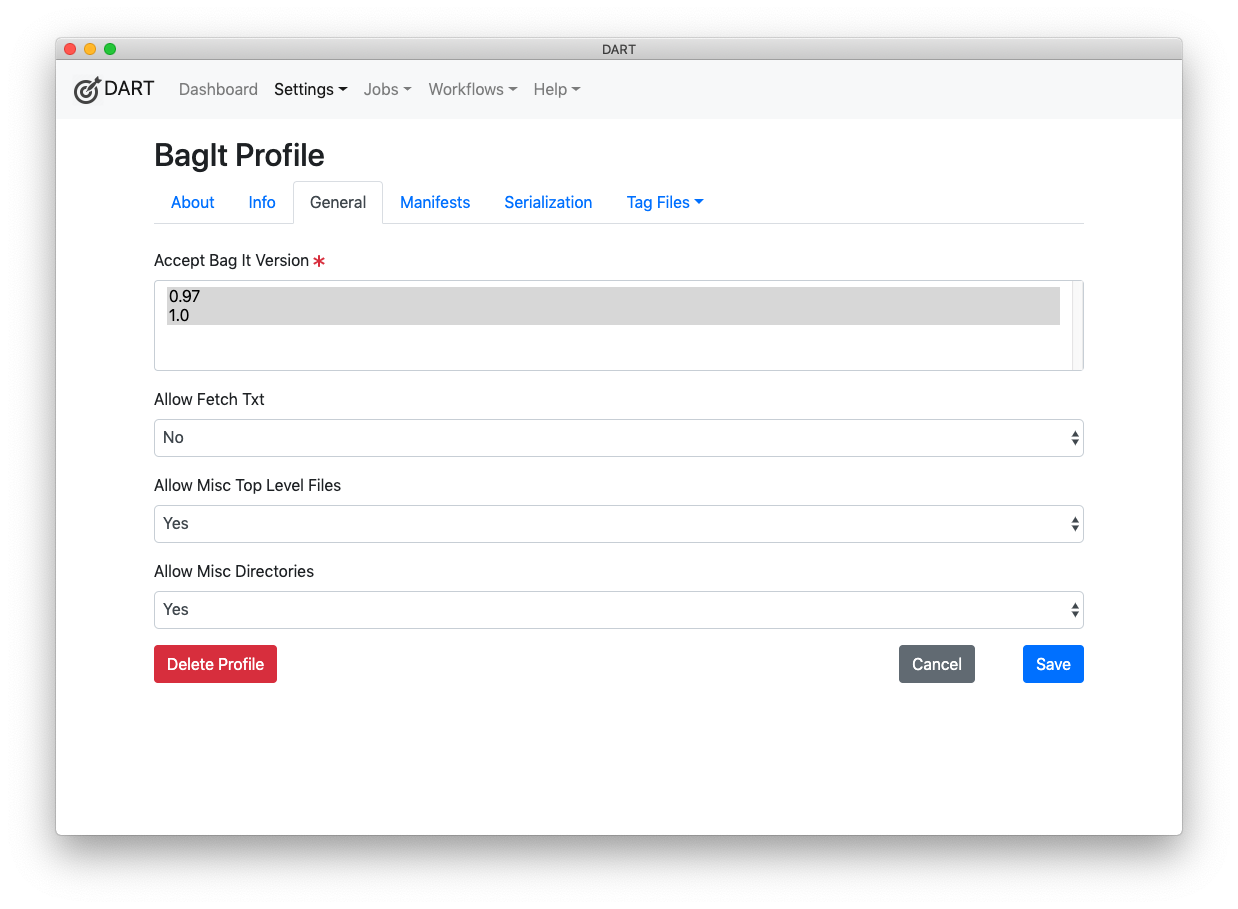 DART
DART Dashboard Settings Jobs Workflows Help
BagIt Profile
About Info General Manifests Serialization Tag Files
Accept Bag It Version *
0.97
1.0
Allow Fetch Txt
No
Allow Misc Top Level Files
Yes
Allow Misc Directories
Yes
Delete Profile Cancel Save